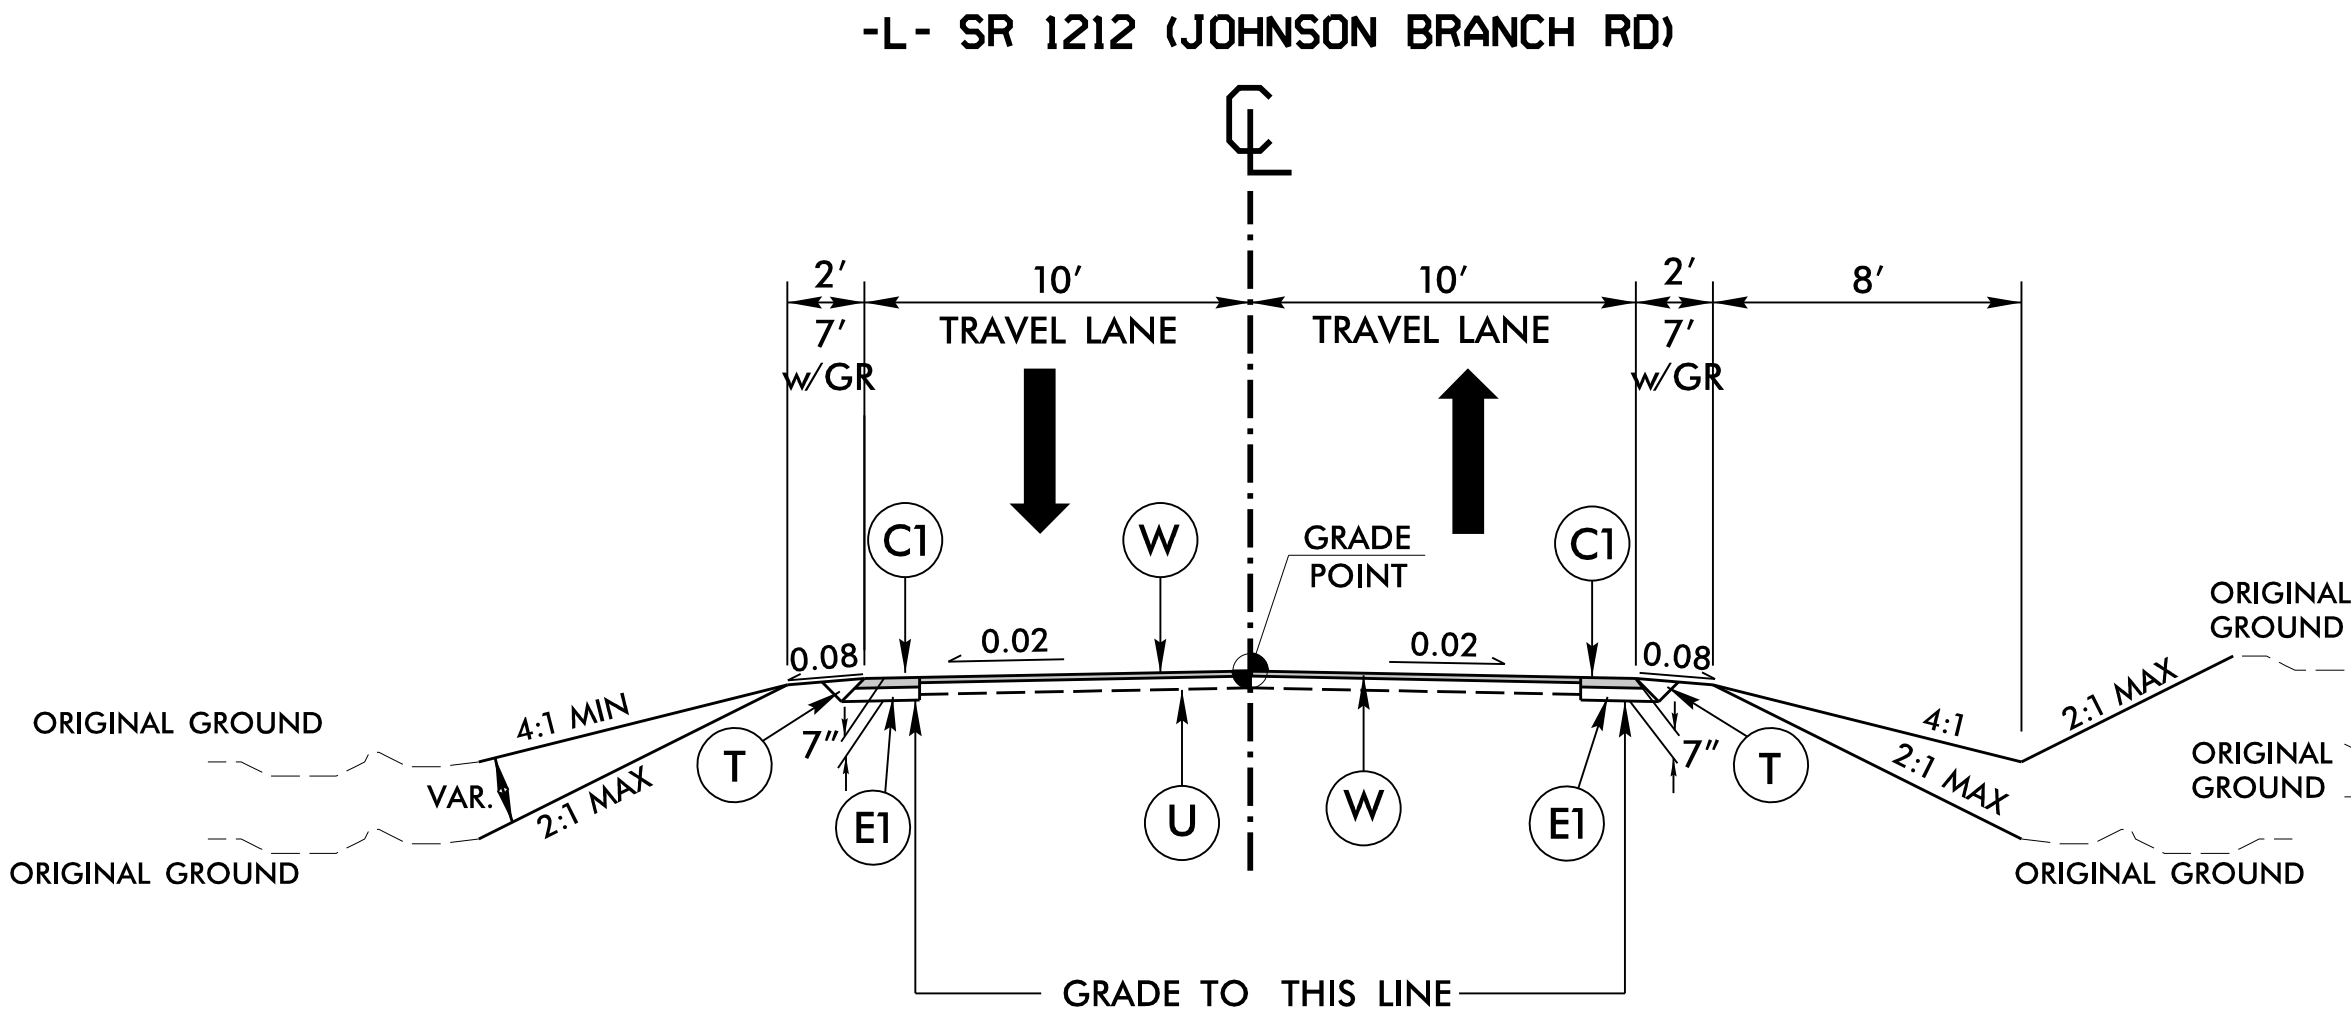 -L- SR 1212 (JOHNSON BRANCH RD)
CL
2' 10' 10' 2' 8'
7' TRAVEL LANE TRAVEL LANE 7'
w/GR w/GR
C1 W GRADE C1
POINT
ORIGINAL
GROUND
0.08 0.02 0.02 0.08
ORIGINAL GROUND 4:1 MIN 4:1 2:1 MAX
7" T 7" T
ORIGINAL
GROUND
VAR. 2:1 MAX 2:1 MAX
E1 U W E1
ORIGINAL GROUND ORIGINAL GROUND
GRADE TO THIS LINE